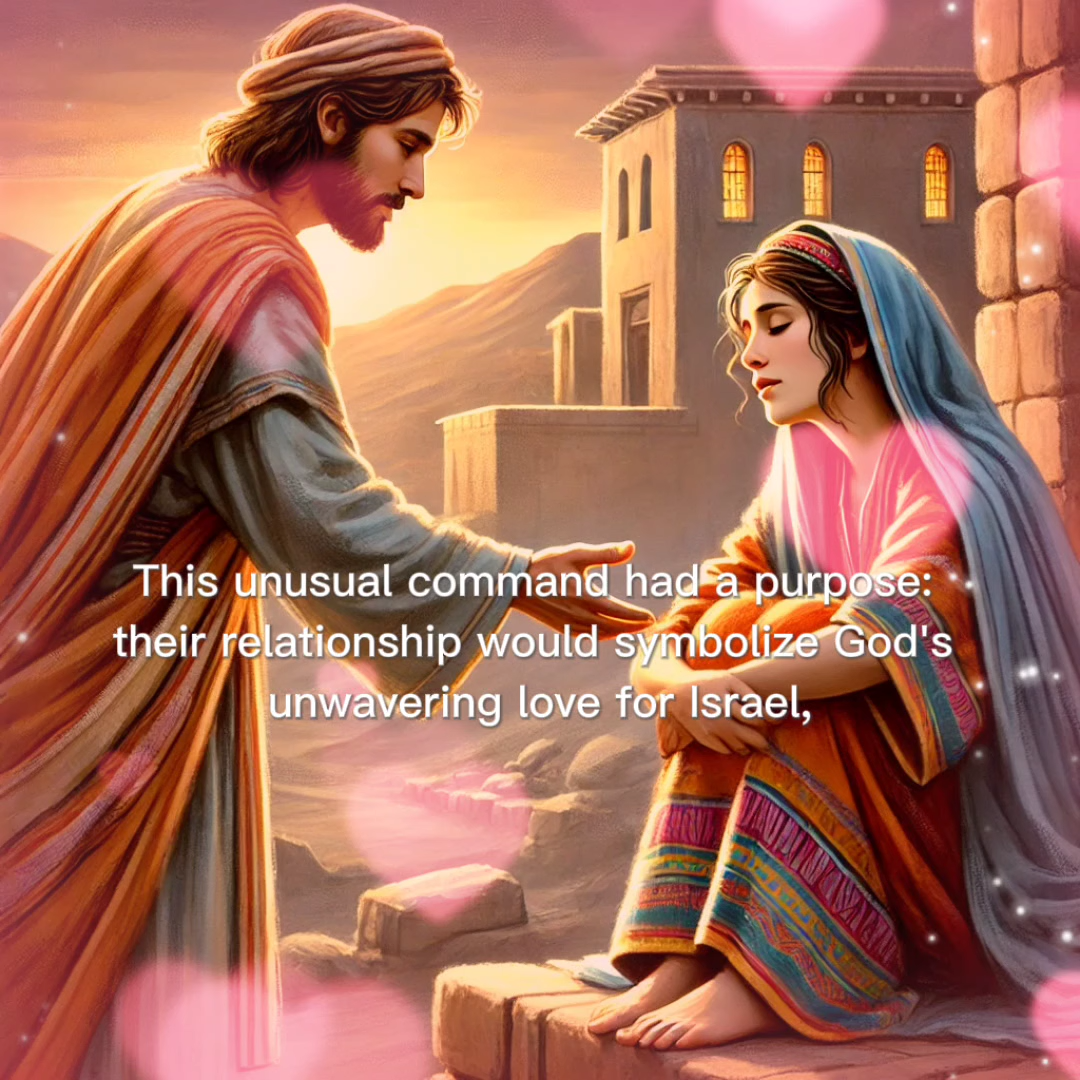 This unusual command had a purpose:
their relationship would symbolize God's
unwavering love for Israel,